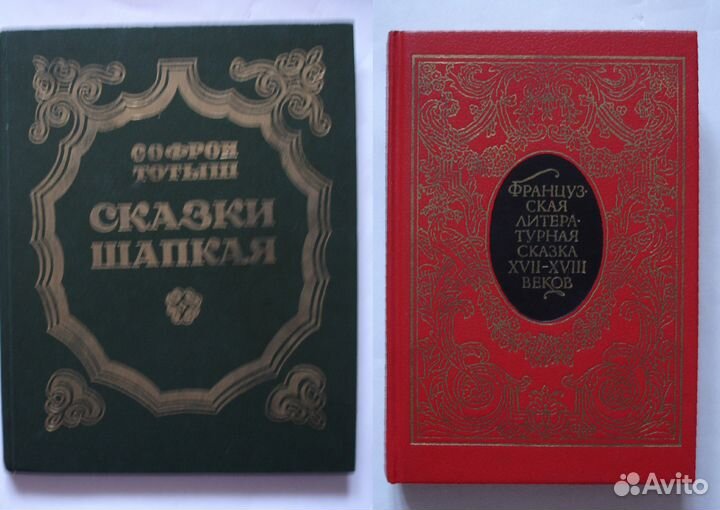 СОФРОН
ТОТЫШ
СКАЗКИ
ШАПКАЯ
ФРАНЦУЗ-
СКАЯ
ЛИТЕРА-
ТУРНАЯ
СКАЗКА
XVII-XVIII
ВЕКОВ
Avito